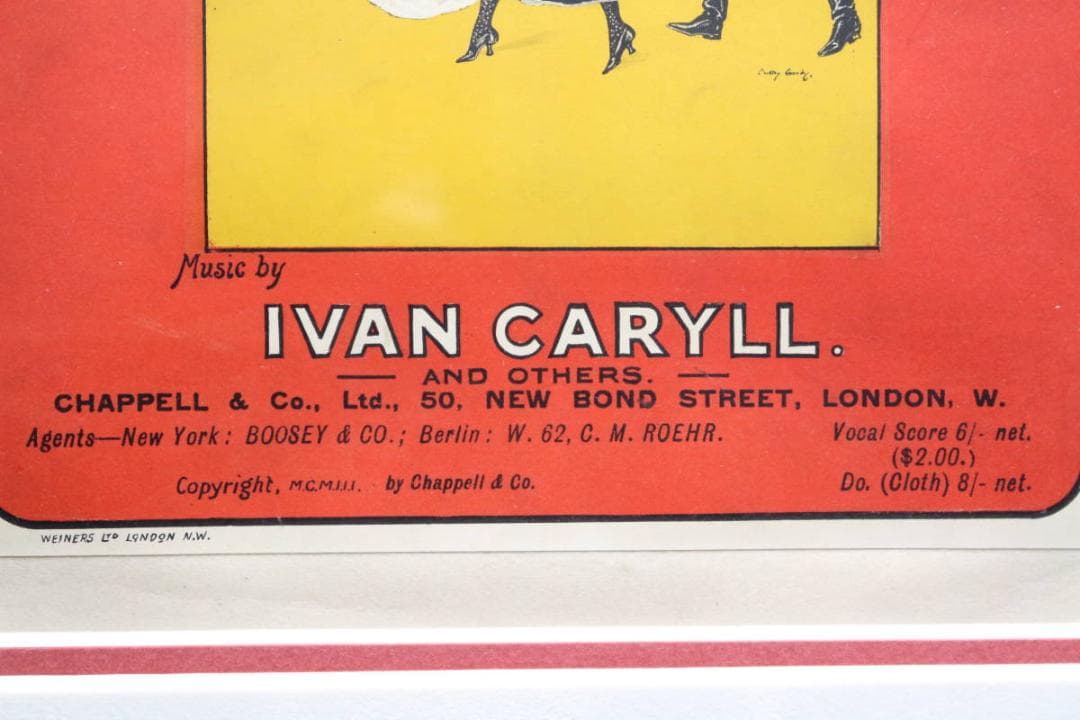 Music by
IVAN CARYLL.
AND OTHERS.
CHAPPELL & Co., Ltd., 50, NEW BOND STREET, LONDON, W.
Agents—New York: BOOSEY & CO.; Berlin: W. 62, C. M. ROEHR.
Vocal Score 6/- net.
($2.00.)
Copyright, M.C.M.I.I.I. by Chappell & Co.
Do. (Cloth) 8/- net.
WEINERS LTD LONDON N.W.